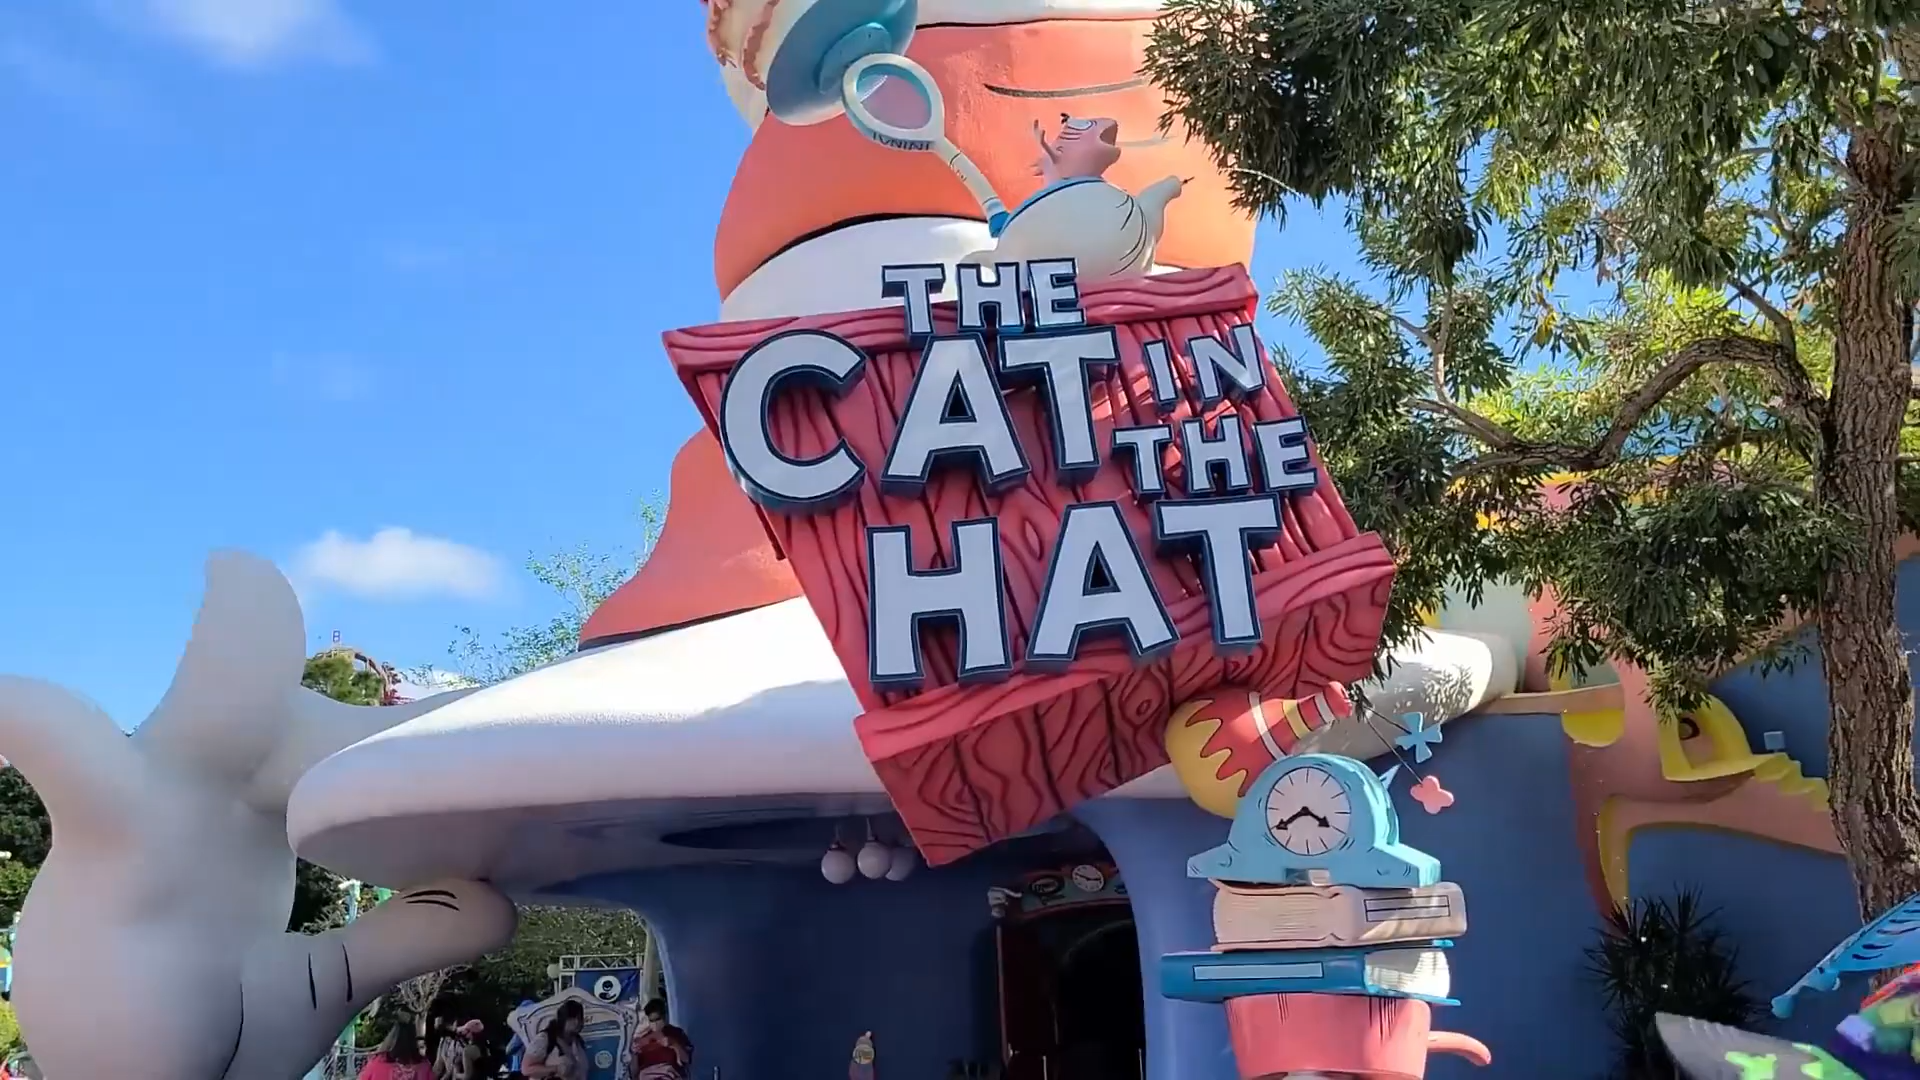 THE
CAT IN
THE
HAT